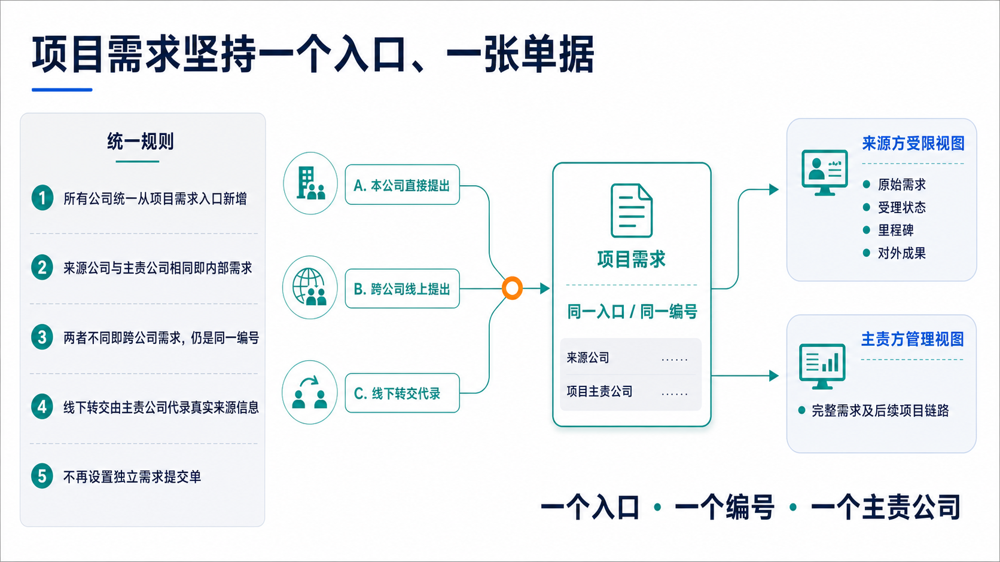 项目需求坚持一个入口、一张单据
统一规则
1 所有公司统一从项目需求入口新增
2 来源公司与主责公司相同即内部需求
3 两者不同即跨公司需求，仍是同一编号
4 线下转交由主责公司代录真实来源信息
5 不再设置独立需求提交单
A. 本公司直接提出
B. 跨公司线上提出
C. 线下转交代录
项目需求
同一入口 / 同一编号
来源公司 ......
项目主责公司 ......
来源方受限视图
原始需求
受理状态
里程碑
对外成果
主责方管理视图
完整需求及后续项目链路
一个入口 • 一个编号 • 一个主责公司